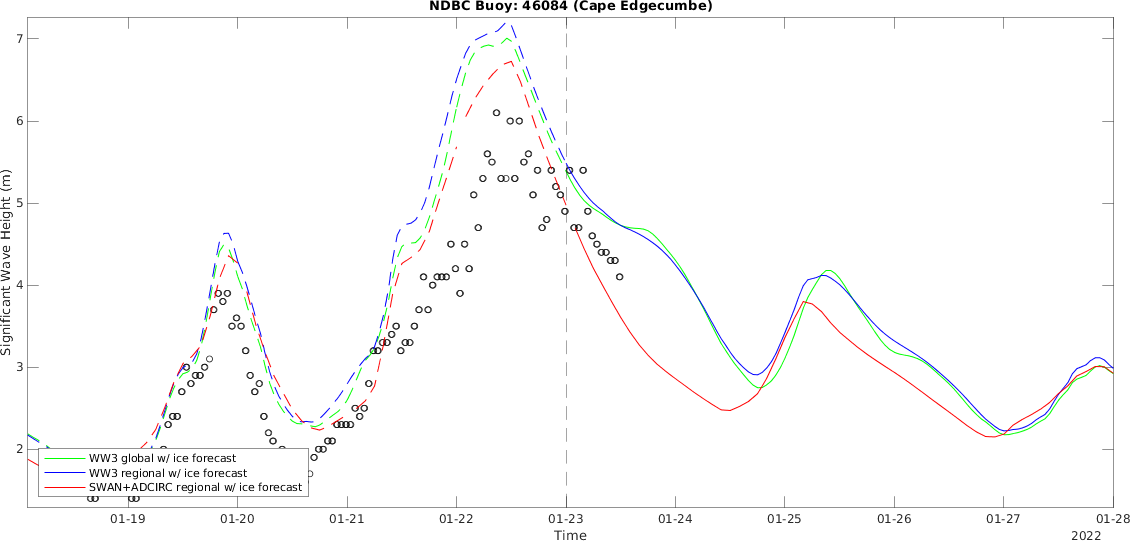 NDBC Buoy: 46084 (Cape Edgecumbe)
7
6
5
4
3
2
Significant Wave Height (m)
WW3 global w/ ice forecast
WW3 regional w/ ice forecast
SWAN+ADCIRC regional w/ ice forecast
01-19 01-20 01-21 01-22 01-23 01-24 01-25 01-26 01-27 01-28
Time
2022